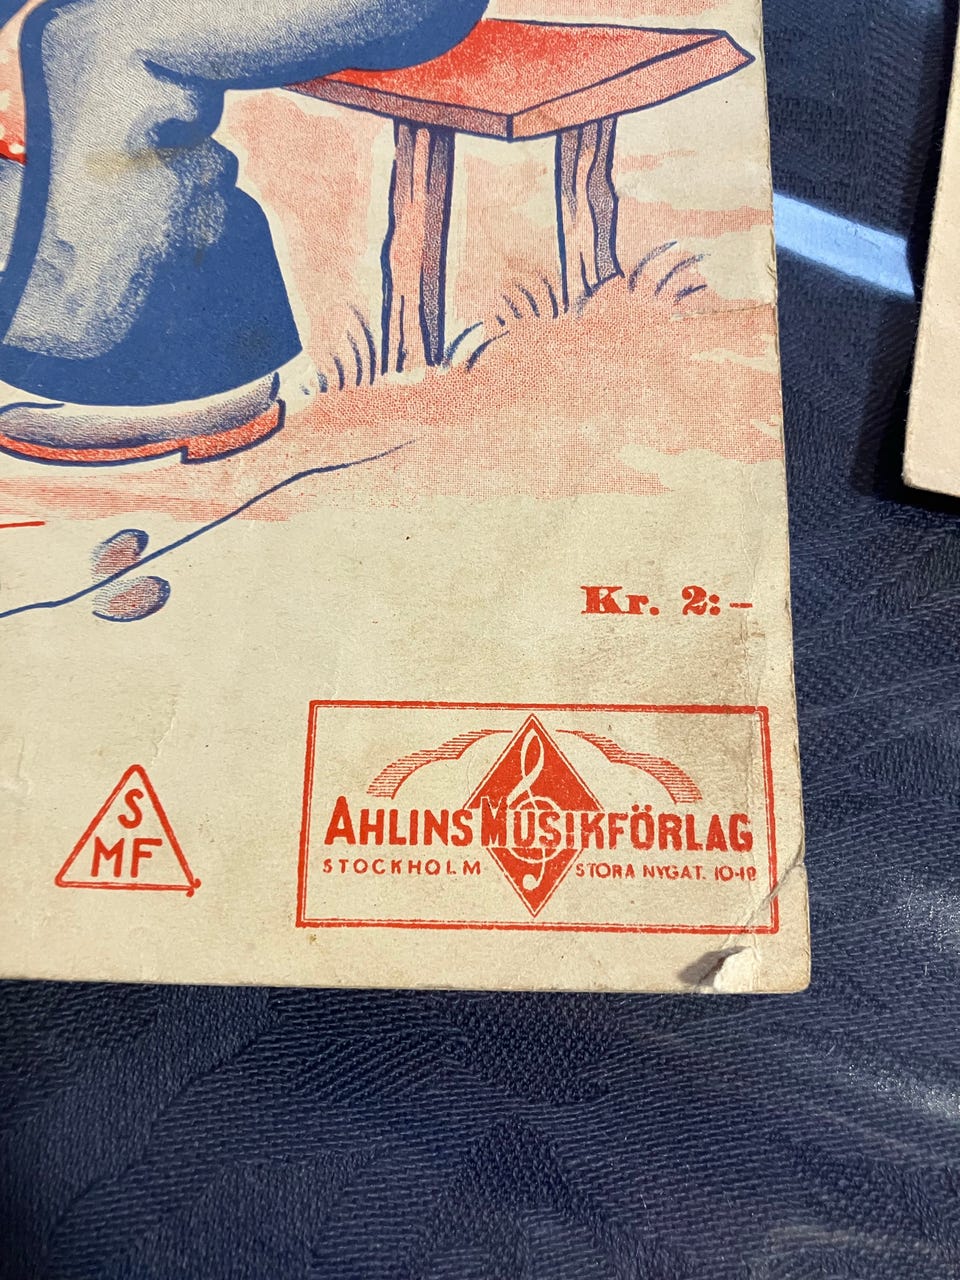 Kr. 2:–
S
MF
AHLINS MUSIKFÖRLAG
STOCKHOLM STORA NYGAT. 10-12